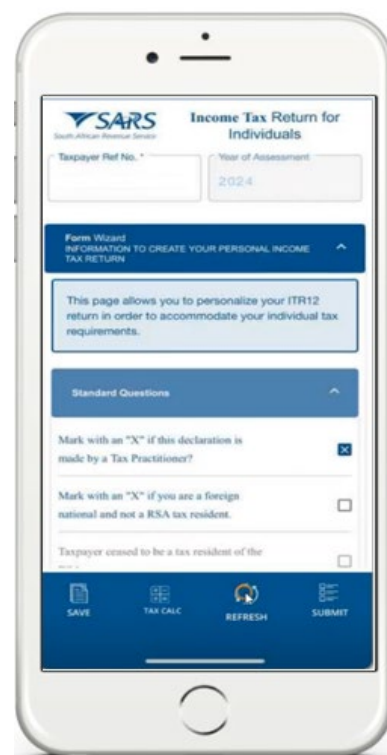 SARS
South African Revenue Service
Income Tax Return for
Individuals
Taxpayer Ref No. *
Year of Assessment
2024
Form Wizard
INFORMATION TO CREATE YOUR PERSONAL INCOME
TAX RETURN
This page allows you to personalize your ITR12
return in order to accommodate your individual tax
requirements.
Standard Questions
Mark with an "X" if this declaration is
made by a Tax Practitioner?
Mark with an "X" if you are a foreign
national and not a RSA tax resident.
Taxpayer ceased to be a tax resident of the
SAVE
TAX CALC
REFRESH
SUBMIT